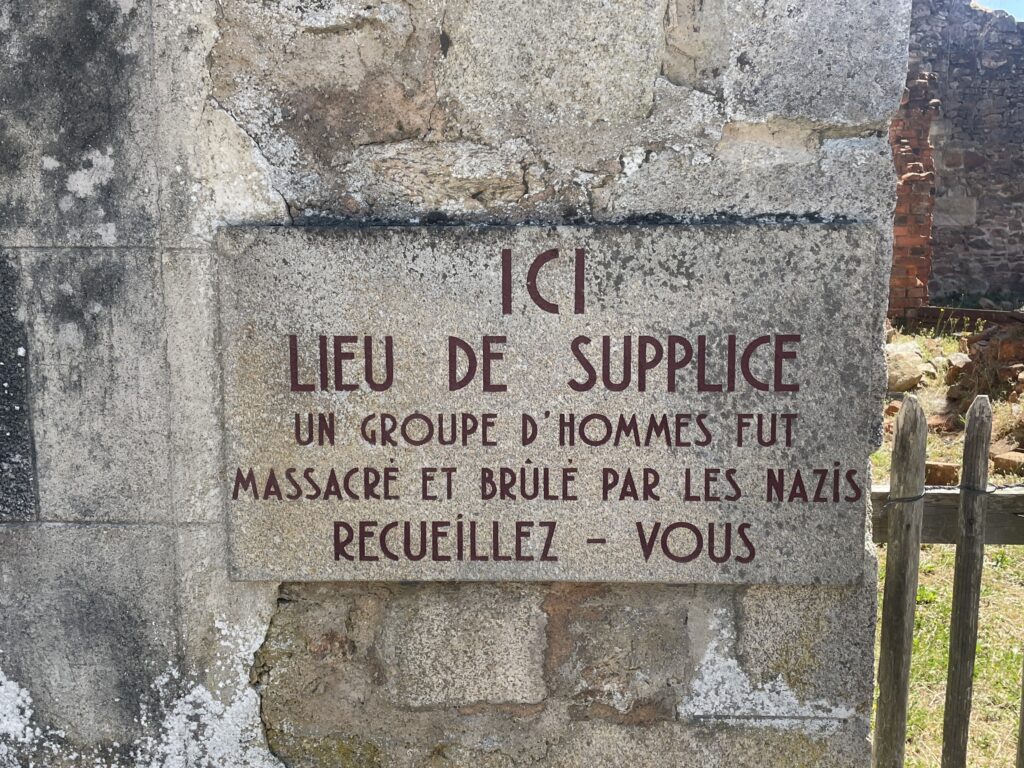 ICI
LIEU DE SUPPLICE
UN GROUPE D'HOMMES FUT
MASSACRÉ ET BRÛLÉ PAR LES NAZIS
RECUEILLEZ - VOUS